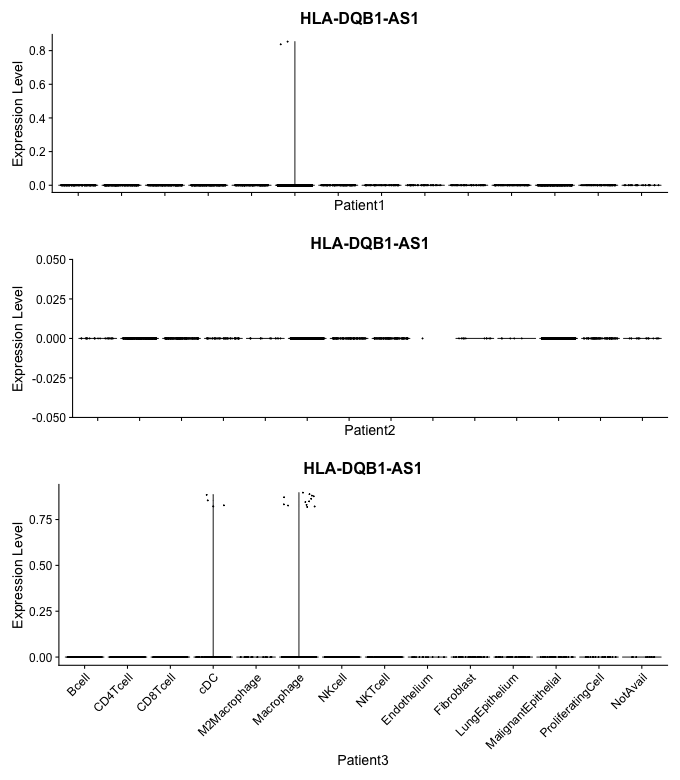 HLA-DQB1-AS1
Expression Level
0.8
0.6
0.4
0.2
0.0
Patient1
HLA-DQB1-AS1
Expression Level
0.050
0.025
0.000
-0.025
-0.050
Patient2
HLA-DQB1-AS1
Expression Level
0.75
0.50
0.25
0.00
Bcell
CD4Tcell
CD8Tcell
cDC
M2Macrophage
Macrophage
NKcell
NKTcell
Endothelium
Fibroblast
LungEpithelium
MalignantEpithelial
ProliferatingCell
NotAvail
Patient3